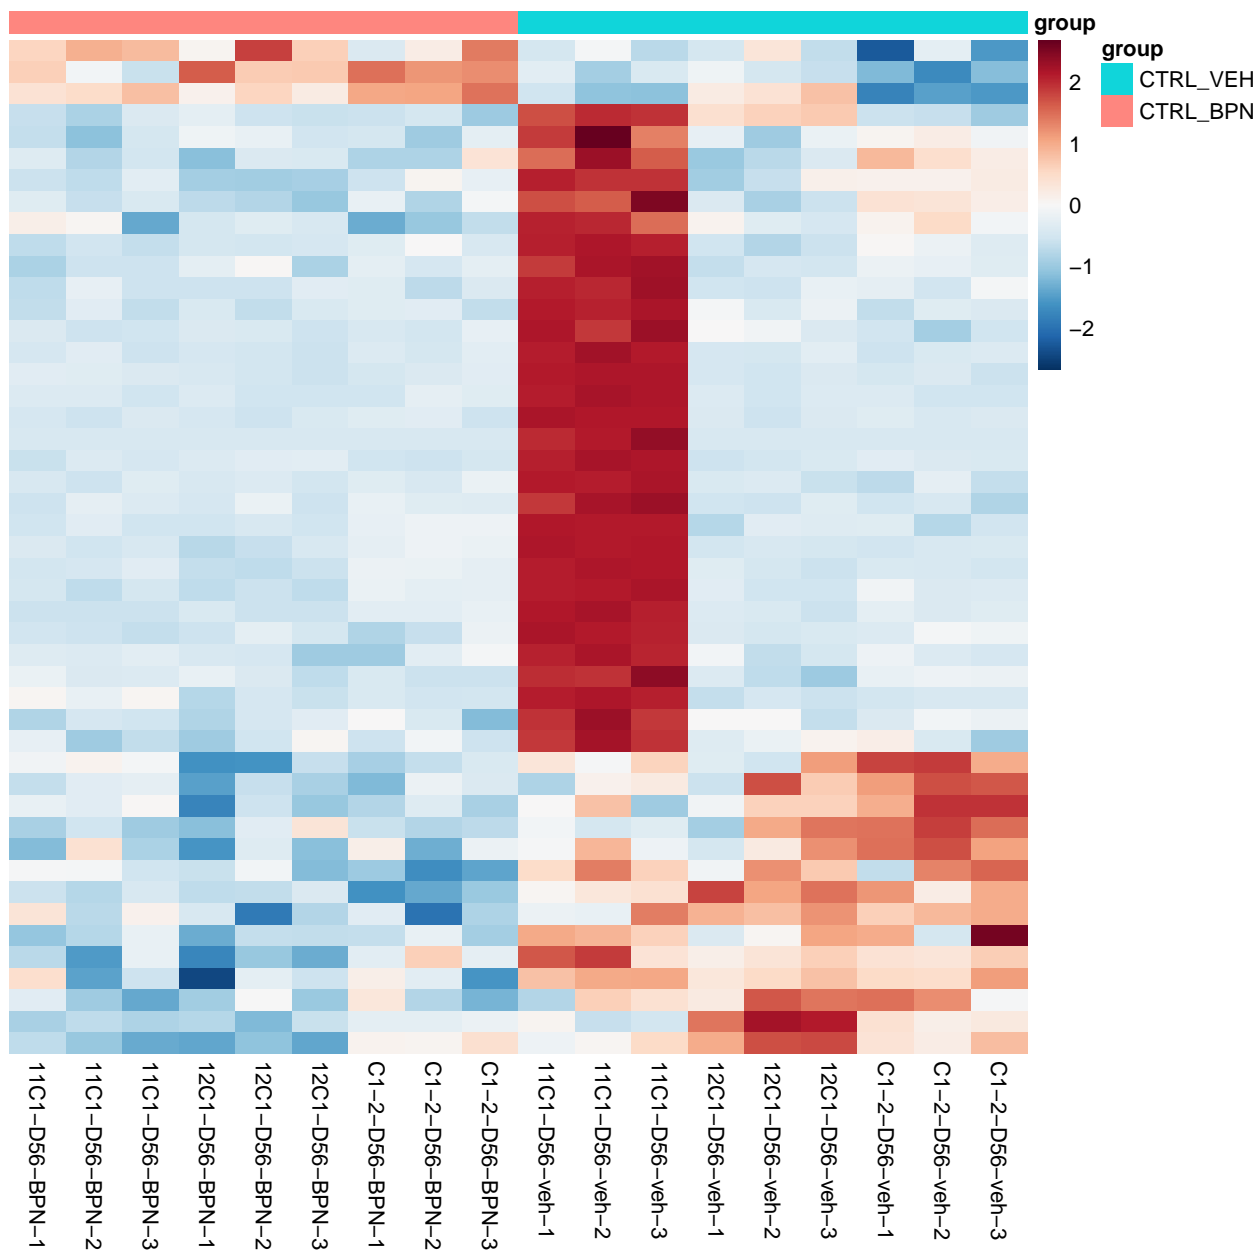 group
group
CTRL_VEH
CTRL_BPN
2
1
0
−1
−2
11C1−D56−BPN−1
11C1−D56−BPN−2
11C1−D56−BPN−3
12C1−D56−BPN−1
12C1−D56−BPN−2
12C1−D56−BPN−3
C1−2−D56−BPN−1
C1−2−D56−BPN−2
C1−2−D56−BPN−3
11C1−D56−veh−1
11C1−D56−veh−2
11C1−D56−veh−3
12C1−D56−veh−1
12C1−D56−veh−2
12C1−D56−veh−3
C1−2−D56−veh−1
C1−2−D56−veh−2
C1−2−D56−veh−3